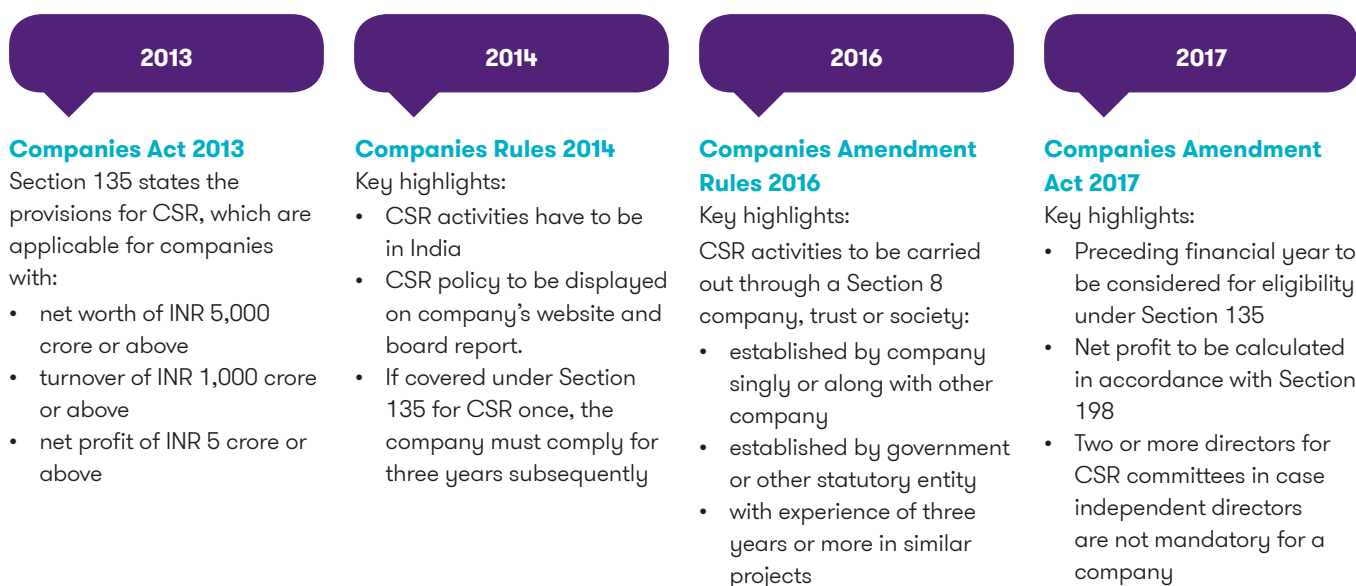 2013
Companies Act 2013
Section 135 states the
provisions for CSR, which are
applicable for companies
with:
• net worth of INR 5,000
crore or above
• turnover of INR 1,000 crore
or above
• net profit of INR 5 crore or
above
2014
Companies Rules 2014
Key highlights:
• CSR activities have to be
in India
• CSR policy to be displayed
on company's website and
board report.
• If covered under Section
135 for CSR once, the
company must comply for
three years subsequently
2016
Companies Amendment
Rules 2016
Key highlights:
CSR activities to be carried
out through a Section 8
company, trust or society:
• established by company
singly or along with other
company
• established by government
or other statutory entity
• with experience of three
years or more in similar
projects
2017
Companies Amendment
Act 2017
Key highlights:
• Preceding financial year to
be considered for eligibility
under Section 135
• Net profit to be calculated
in accordance with Section
198
• Two or more directors for
CSR committees in case
independent directors
are not mandatory for a
company